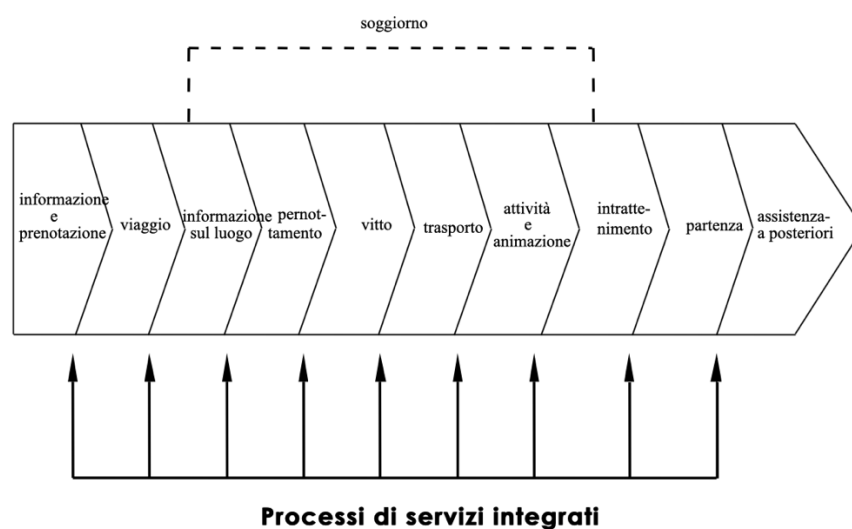 soggiorno
informazione
e
prenotazione
viaggio
informazione
sul luogo
pernot-
tamento
vitto
trasporto
attività
e
animazione
intratte-
nimento
partenza
assistenza-
a posteriori
Processi di servizi integrati